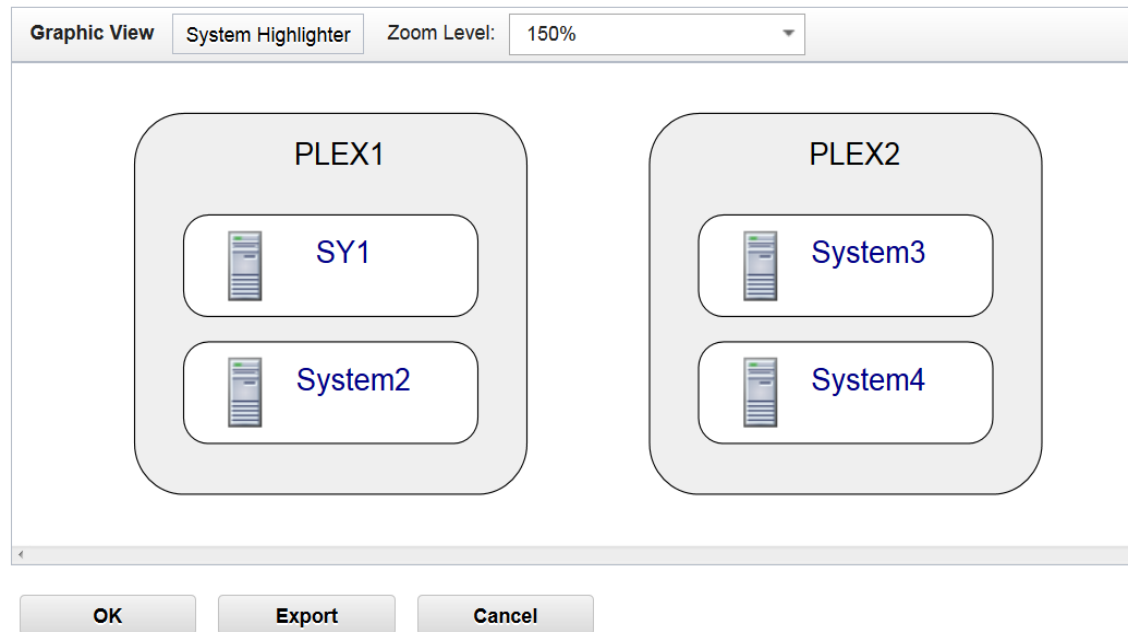 Graphic View System Highlighter Zoom Level: 150%
PLEX1 PLEX2
SY1 System3
System2 System4
OK Export Cancel